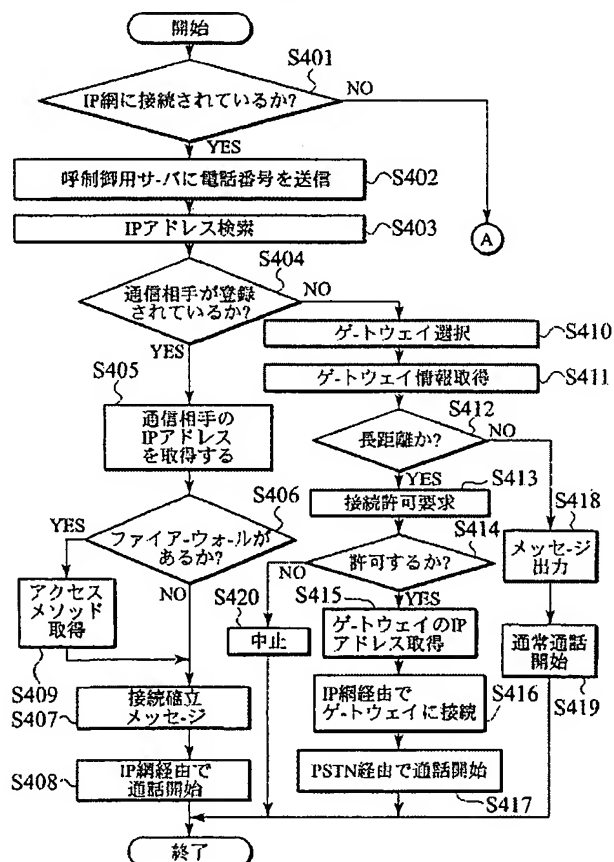 開始
S401
IP網に接続されているか?
NO
YES
呼制御用サーバに電話番号を送信
S402
IPアドレス検索
S403
A
S404
通信相手が登録
されているか?
NO
YES
ゲートウェイ選択
S410
ゲートウェイ情報取得
S411
S405
通信相手の
IPアドレス
を取得する
S412
長距離か?
NO
YES
S413
接続許可要求
S406
ファイアーウォールが
あるか?
YES
NO
S414
許可するか?
NO
YES
S418
メッセージ
出力
アクセス
メソッド
取得
S409
S420
中止
S415
ゲートウェイのIP
アドレス取得
通常通話
開始
S419
接続確立
メッセージ
S407
IP網経由で
ゲートウェイに接続
S416
IP網経由で
通話開始
S408
PSTN経由で通話開始
S417
終了